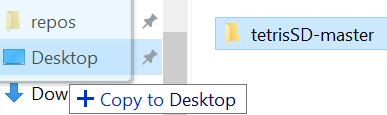 repos
Desktop
Dow
Copy to Desktop
tetrisSD-master